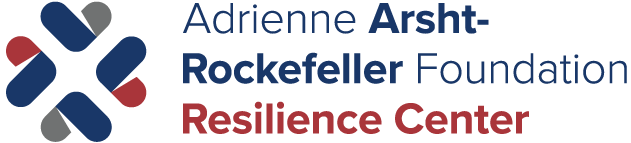 Adrienne Arsht-
Rockefeller Foundation
Resilience Center